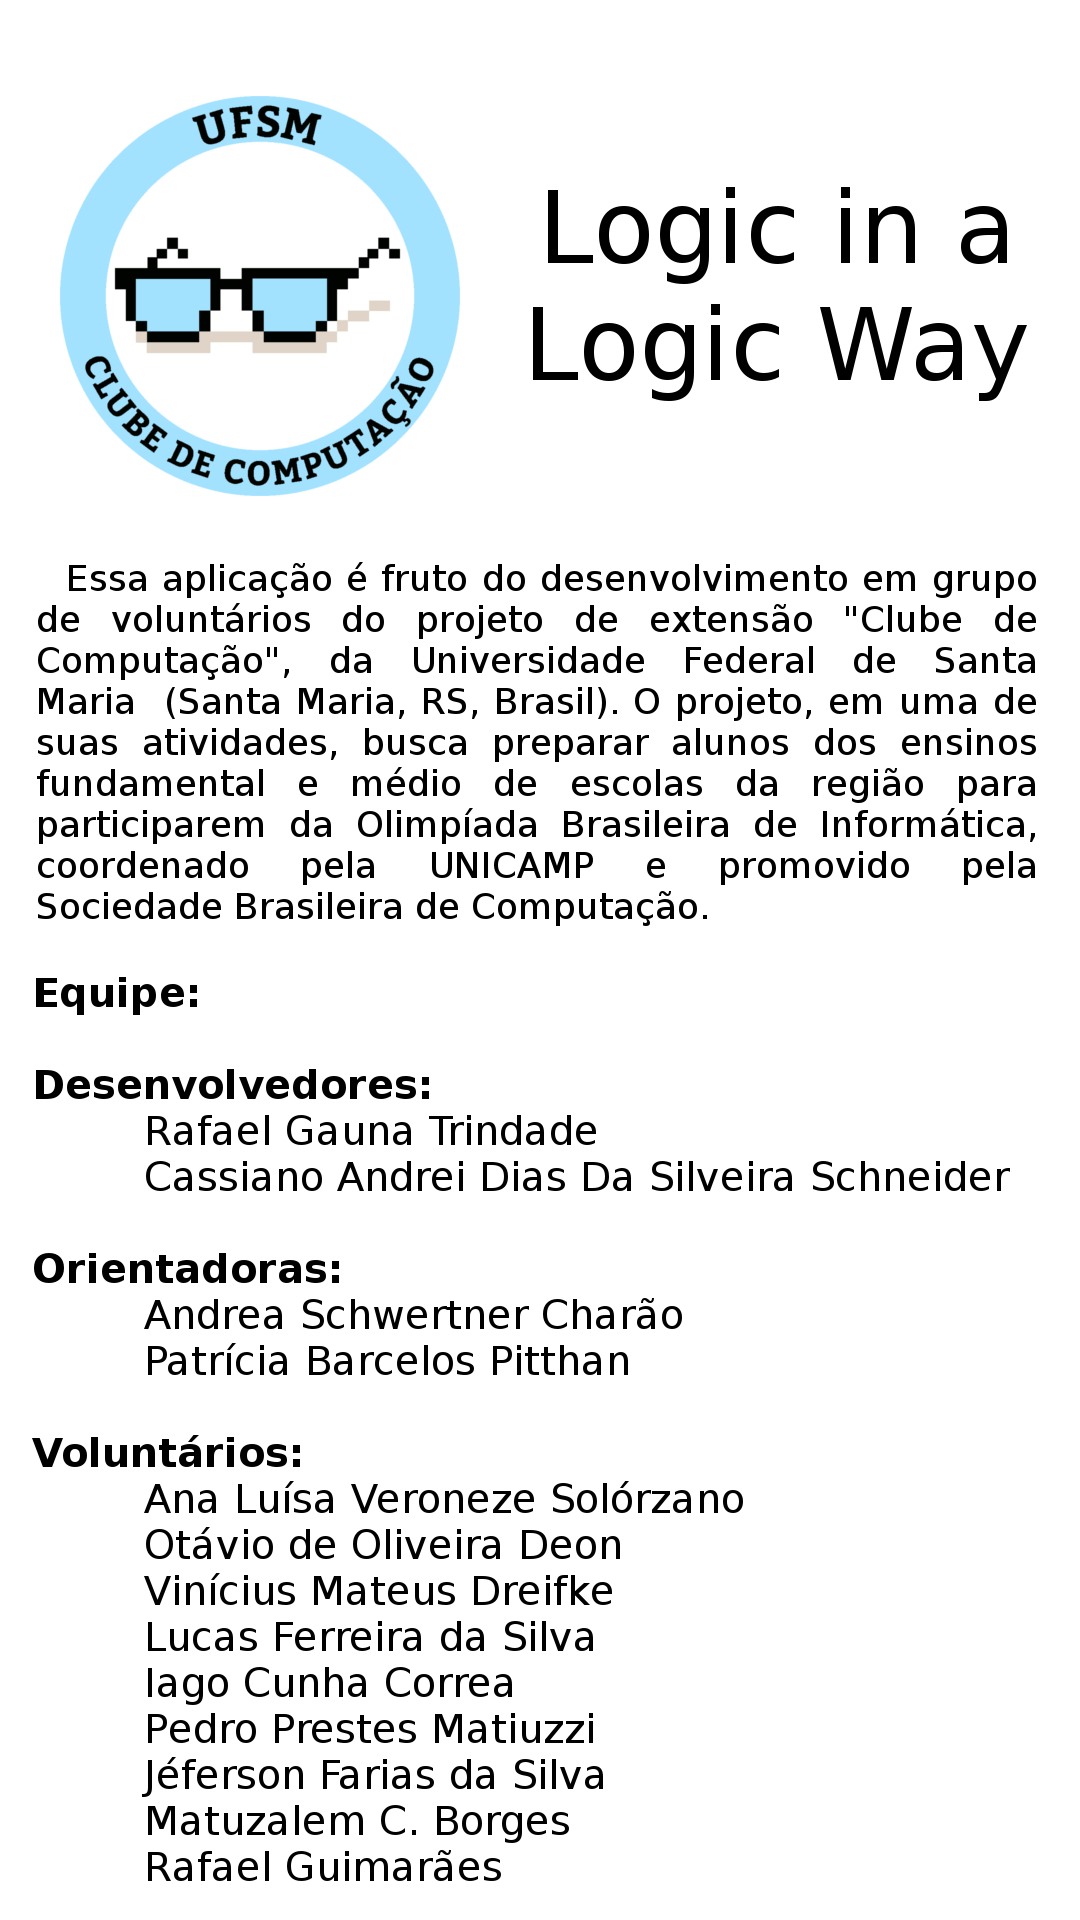 UFSM
CLUBE DE COMPUTAÇÃO
Logic in a
Logic Way
Essa aplicação é fruto do desenvolvimento em grupo
de voluntários do projeto de extensão "Clube de
Computação", da Universidade Federal de Santa
Maria (Santa Maria, RS, Brasil). O projeto, em uma de
suas atividades, busca preparar alunos dos ensinos
fundamental e médio de escolas da região para
participarem da Olimpíada Brasileira de Informática,
coordenado pela UNICAMP e promovido pela
Sociedade Brasileira de Computação.
Equipe:
Desenvolvedores:
Rafael Gauna Trindade
Cassiano Andrei Dias Da Silveira Schneider
Orientadoras:
Andrea Schwertner Charão
Patrícia Barcelos Pitthan
Voluntários:
Ana Luísa Veroneze Solórzano
Otávio de Oliveira Deon
Vinícius Mateus Dreifke
Lucas Ferreira da Silva
Iago Cunha Correa
Pedro Prestes Matiuzzi
Jéferson Farias da Silva
Matuzalem C. Borges
Rafael Guimarães